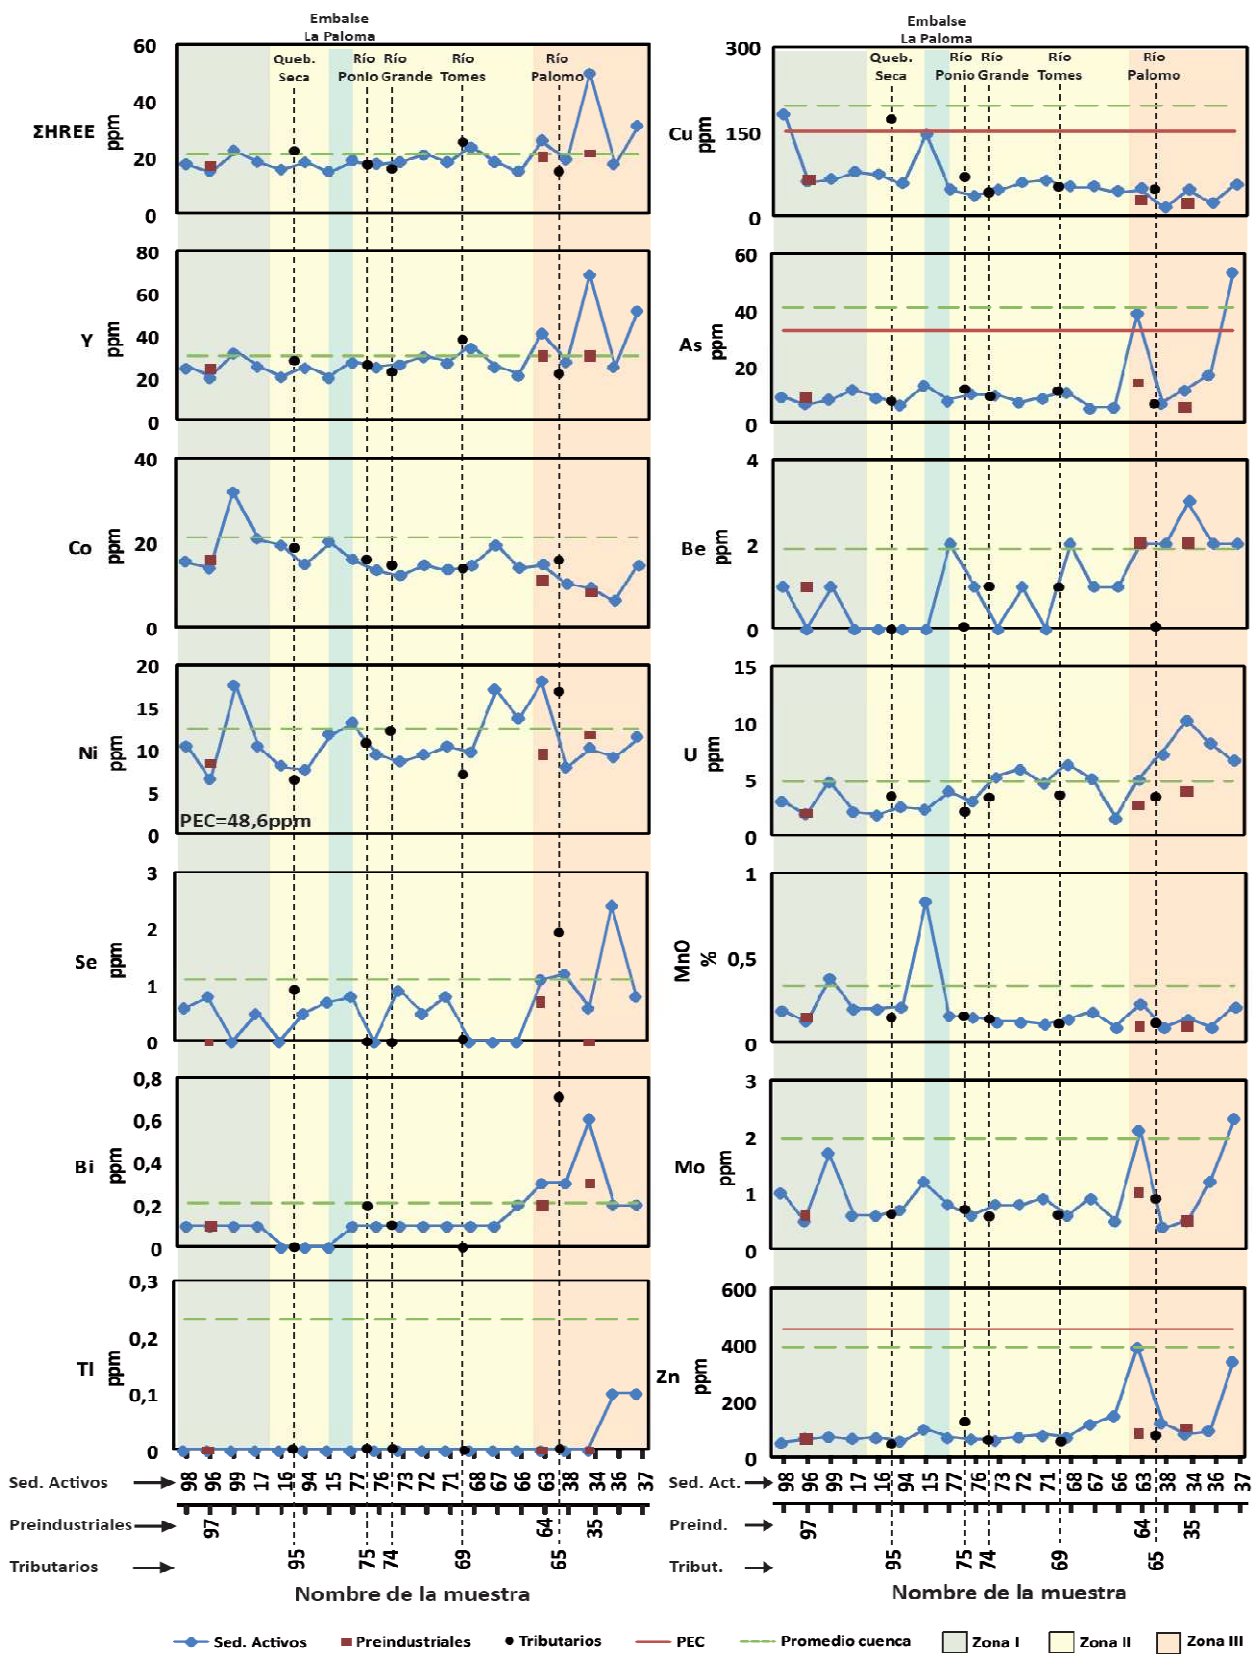 Embalse
La Paloma
Queb.
Seca
Río
Ponio
Río
Grande
Río
Tomes
Río
Palomo
ΣHREE
ppm
60
40
20
0
Y
ppm
80
60
40
20
0
Co
ppm
40
20
0
Ni
ppm
20
15
10
5
0
PEC=48,6ppm
Se
ppm
3
2
1
0
Bi
ppm
0,8
0,6
0,4
0,2
0
Tl
ppm
0,3
0,2
0,1
0
Sed. Activos
98 96 99 17 16 94 15 77 76 73 72 71 68 67 66 63 38 34 36 37
Preindustriales
97 64 35
Tributarios
95 75 74 69 65
Nombre de la muestra
Embalse
La Paloma
Queb.
Seca
Río
Ponio
Río
Grande
Río
Tomes
Río
Palomo
Cu
ppm
300
150
0
As
ppm
60
40
20
0
Be
ppm
4
2
0
U
ppm
15
10
5
0
MnO
%
1
0,5
0
Mo
ppm
3
2
1
0
Zn
ppm
600
400
200
0
Sed. Act.
98 96 99 17 16 94 15 77 76 73 72 71 68 67 66 63 38 34 36 37
Preind.
97 64 35
Tribut.
95 75 74 69 65
Nombre de la muestra
Sed. Activos Preindustriales Tributarios PEC Promedio cuenca Zona I Zona II Zona III